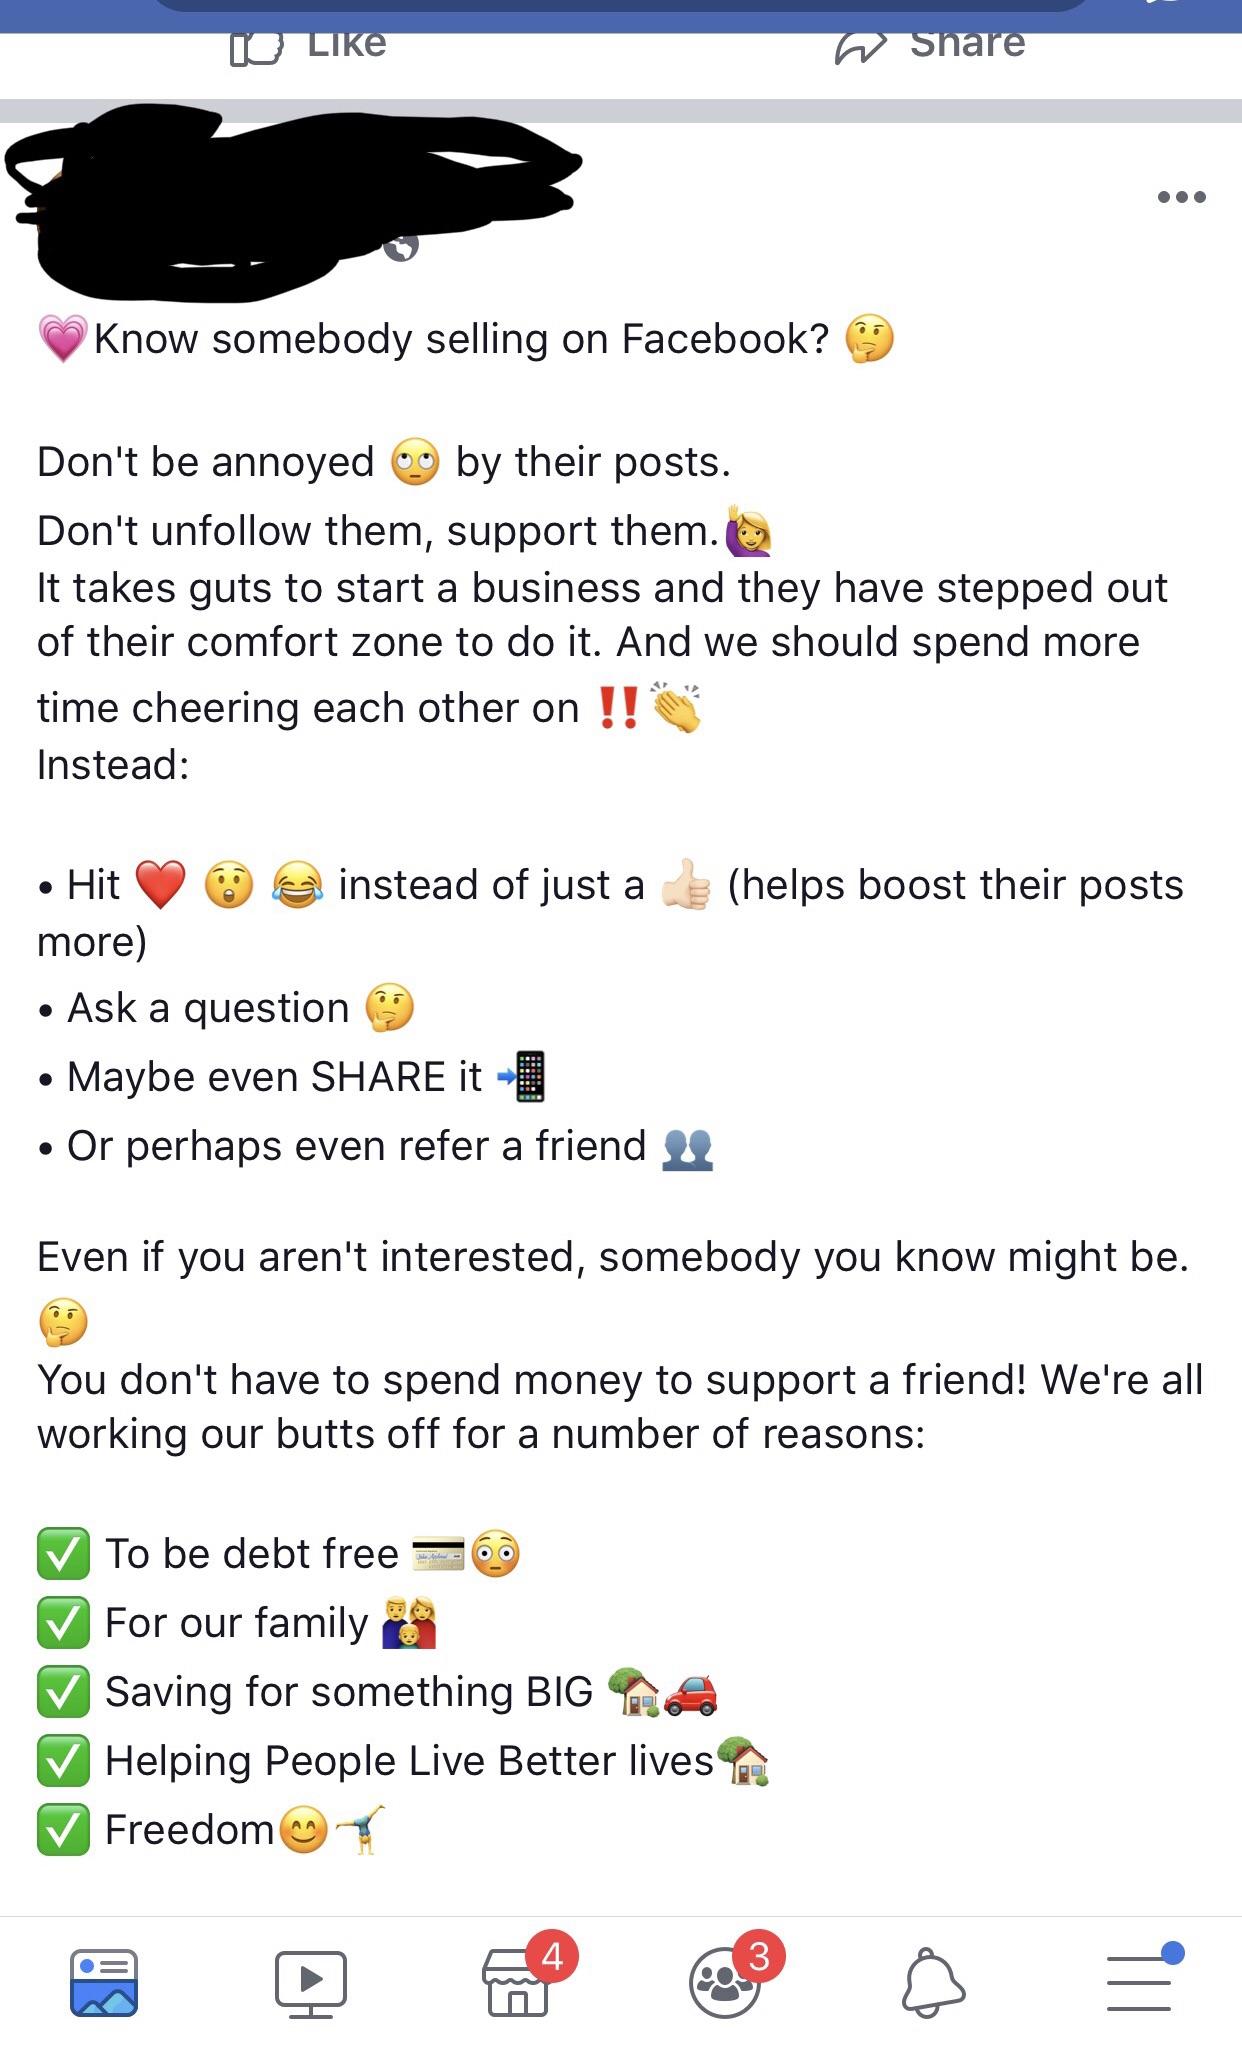 Like Share
💗Know somebody selling on Facebook? 🤔
Don't be annoyed 🙄 by their posts.
Don't unfollow them, support them.🙋‍♀️
It takes guts to start a business and they have stepped out
of their comfort zone to do it. And we should spend more
time cheering each other on ‼️👏
Instead:
• Hit ❤️ 😲 😂 instead of just a 👍🏻 (helps boost their posts
more)
• Ask a question 🤔
• Maybe even SHARE it 📲
• Or perhaps even refer a friend 👥
Even if you aren't interested, somebody you know might be.
🤔
You don't have to spend money to support a friend! We're all
working our butts off for a number of reasons:
✅ To be debt free 💳😳
✅ For our family 👨‍👩‍👦
✅ Saving for something BIG 🏡🚗
✅ Helping People Live Better lives🏡
✅ Freedom😊🤸‍♂️
4 3